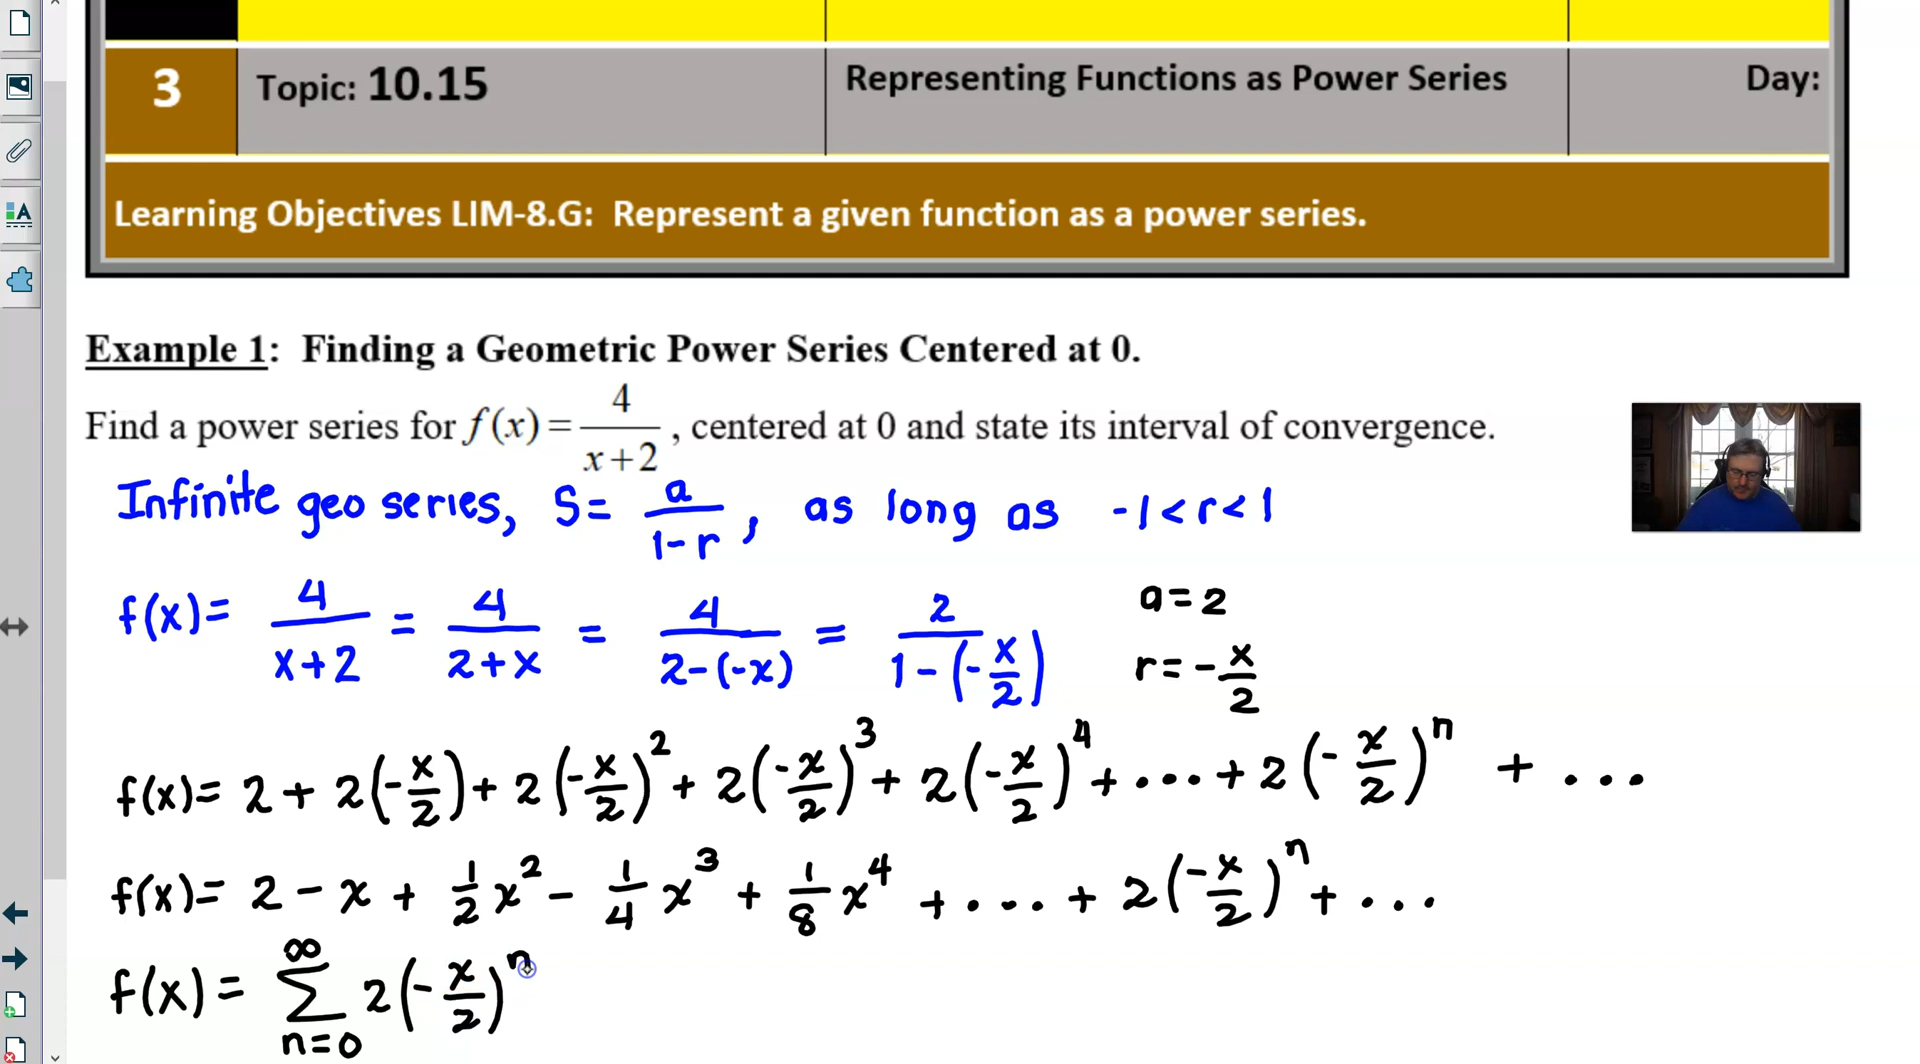 3 Topic: 10.15 Representing Functions as Power Series Day:
Learning Objectives LIM-8.G: Represent a given function as a power series.
Example 1: Finding a Geometric Power Series Centered at 0.
Find a power series for f(x) = 4/(x+2), centered at 0 and state its interval of convergence.
Infinite geo series, S = a/(1-r), as long as -1 < r < 1
f(x) = 4/(x+2) = 4/(2+x) = 4/(2-(-x)) = 2/(1-(-x/2)) a = 2
r = -x/2
f(x) = 2 + 2(-x/2) + 2(-x/2)^2 + 2(-x/2)^3 + 2(-x/2)^4 + ... + 2(-x/2)^n + ...
f(x) = 2 - x + 1/2 x^2 - 1/4 x^3 + 1/8 x^4 + ... + 2(-x/2)^n + ...
f(x) = ∞ Σ n=0 2(-x/2)^n